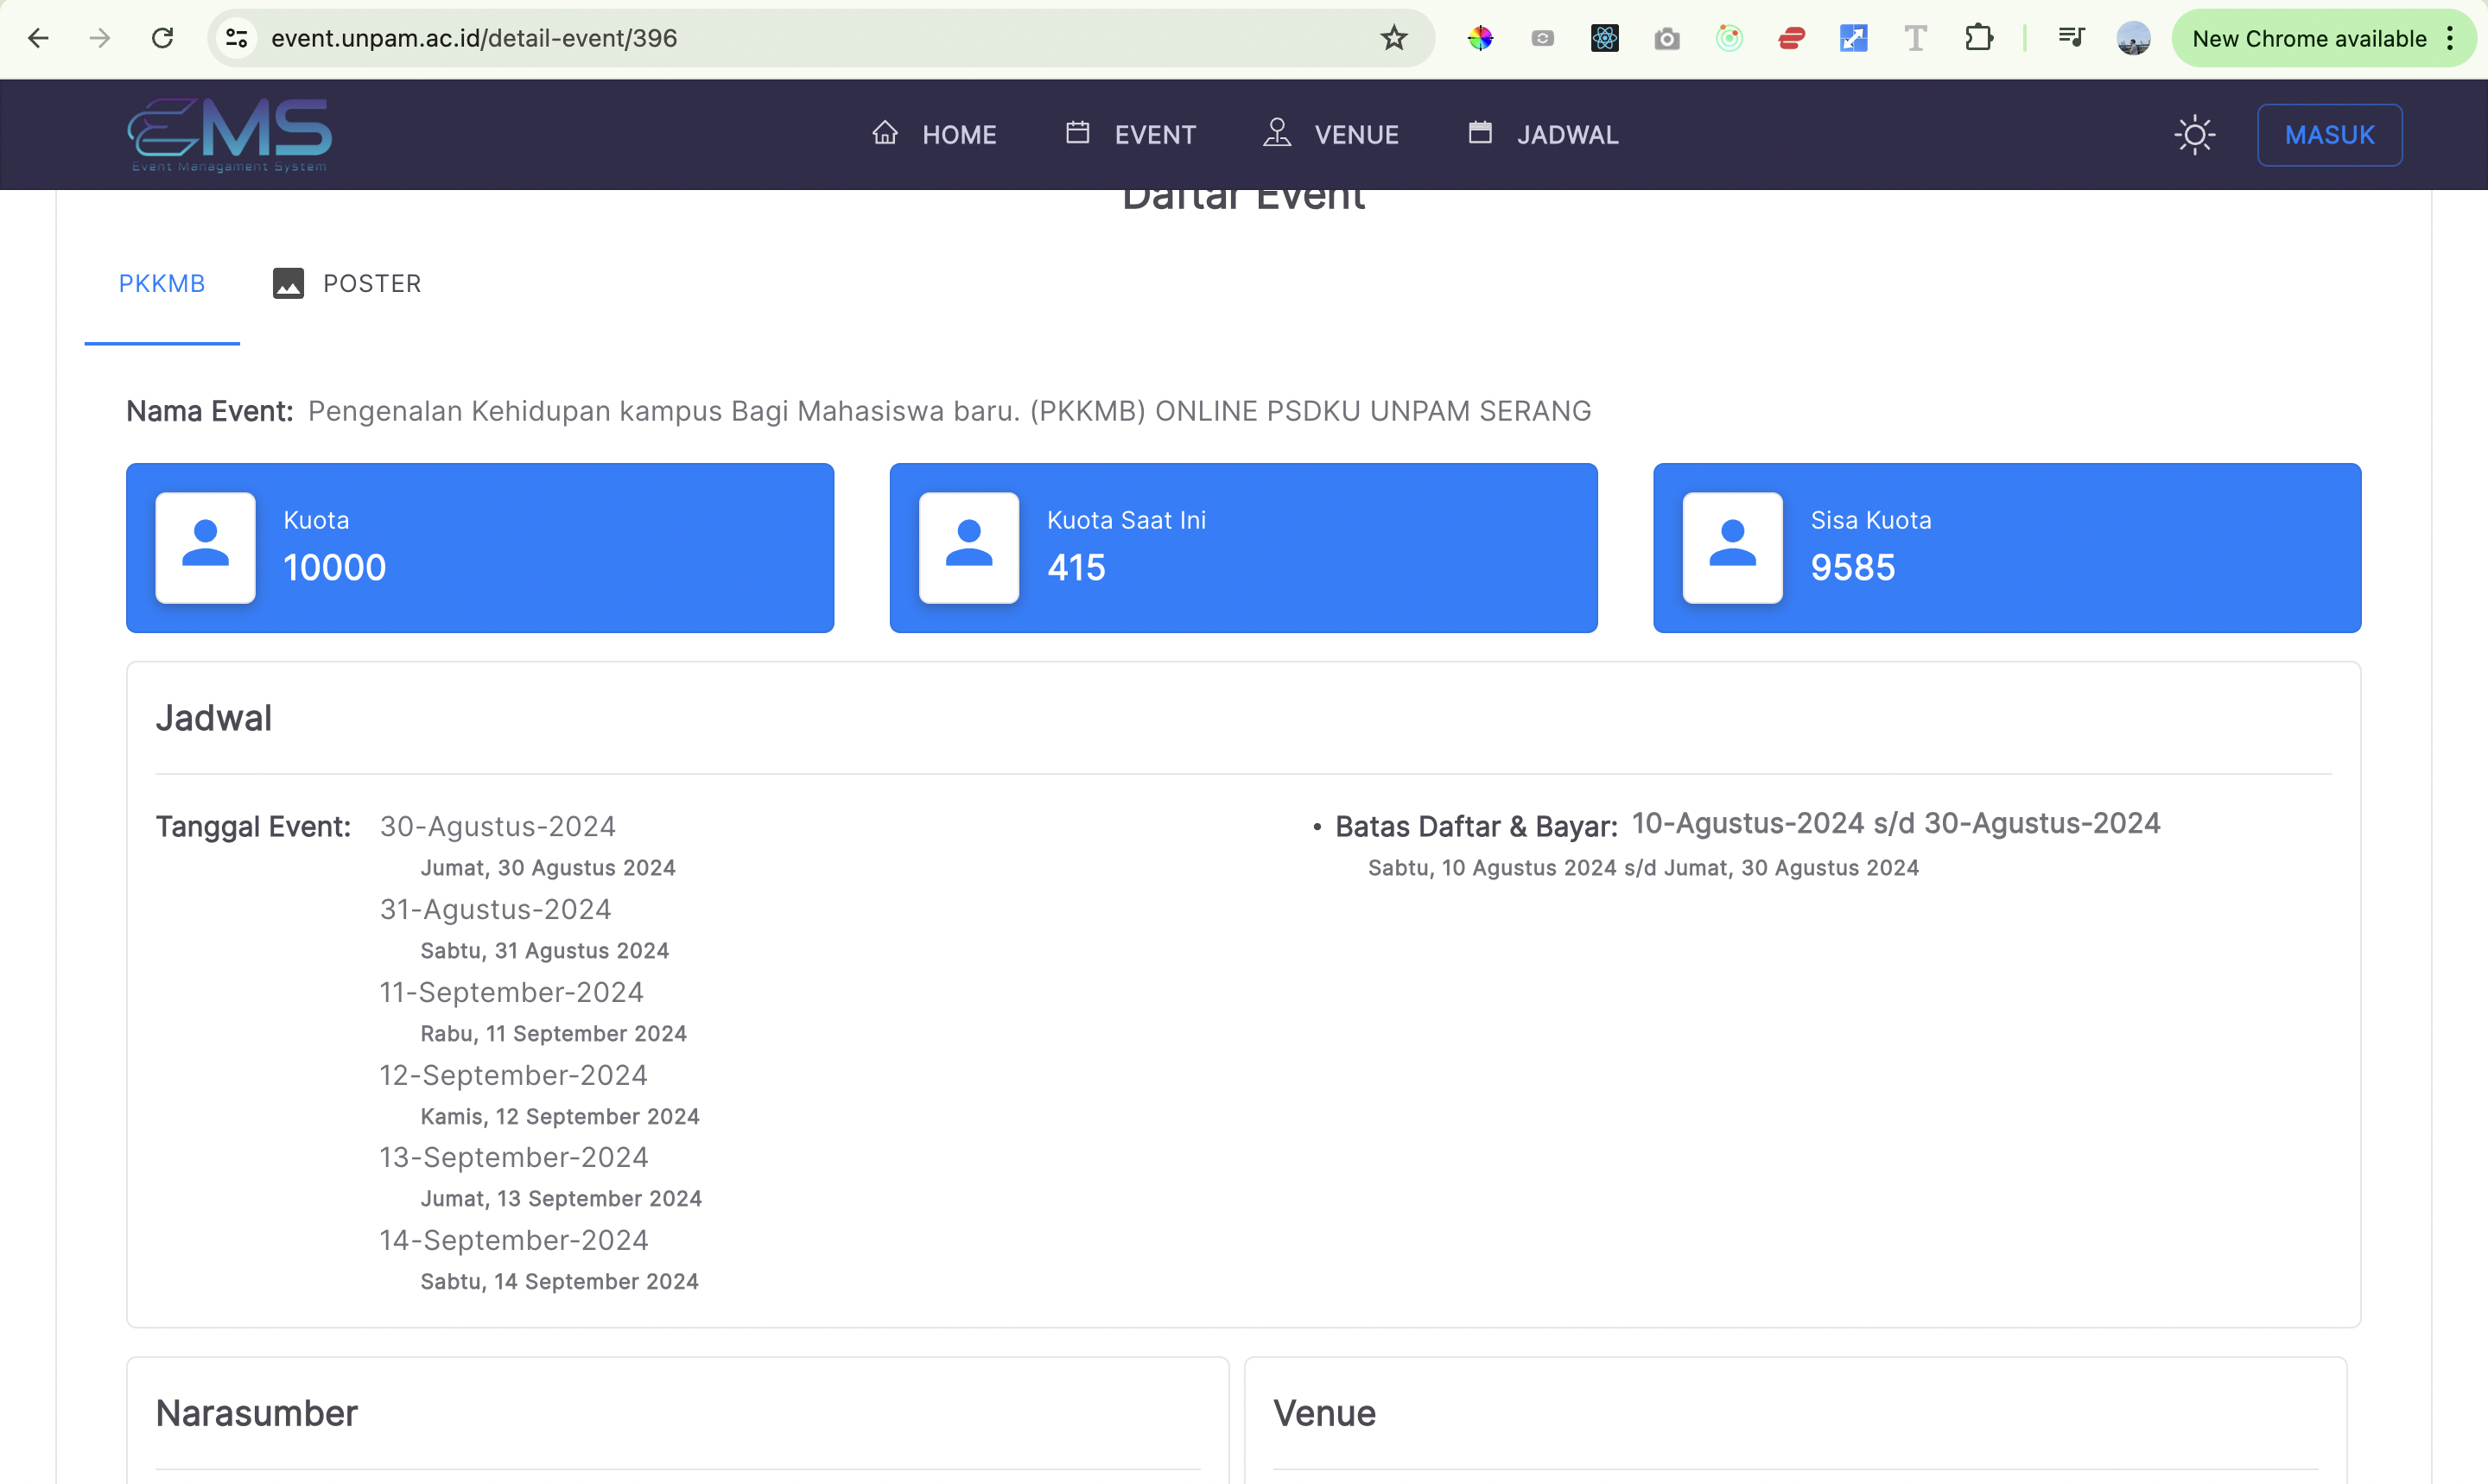 event.unpam.ac.id/detail-event/396
New Chrome available
EMS
Event Managament System
HOME
EVENT
VENUE
JADWAL
MASUK
Daftar Event
PKKMB
POSTER
Nama Event: Pengenalan Kehidupan kampus Bagi Mahasiswa baru. (PKKMB) ONLINE PSDKU UNPAM SERANG
Kuota
10000
Kuota Saat Ini
415
Sisa Kuota
9585
Jadwal
Tanggal Event: 30-Agustus-2024
Jumat, 30 Agustus 2024
31-Agustus-2024
Sabtu, 31 Agustus 2024
11-September-2024
Rabu, 11 September 2024
12-September-2024
Kamis, 12 September 2024
13-September-2024
Jumat, 13 September 2024
14-September-2024
Sabtu, 14 September 2024
• Batas Daftar & Bayar: 10-Agustus-2024 s/d 30-Agustus-2024
Sabtu, 10 Agustus 2024 s/d Jumat, 30 Agustus 2024
Narasumber
Venue